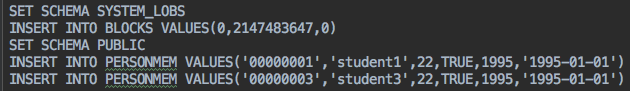 SET SCHEMA SYSTEM_LOBS
INSERT INTO BLOCKS VALUES(0,2147483647,0)
SET SCHEMA PUBLIC
INSERT INTO PERSONMEM VALUES('00000001','student1',22,TRUE,1995,'1995-01-01')
INSERT INTO PERSONMEM VALUES('00000003','student3',22,TRUE,1995,'1995-01-01')